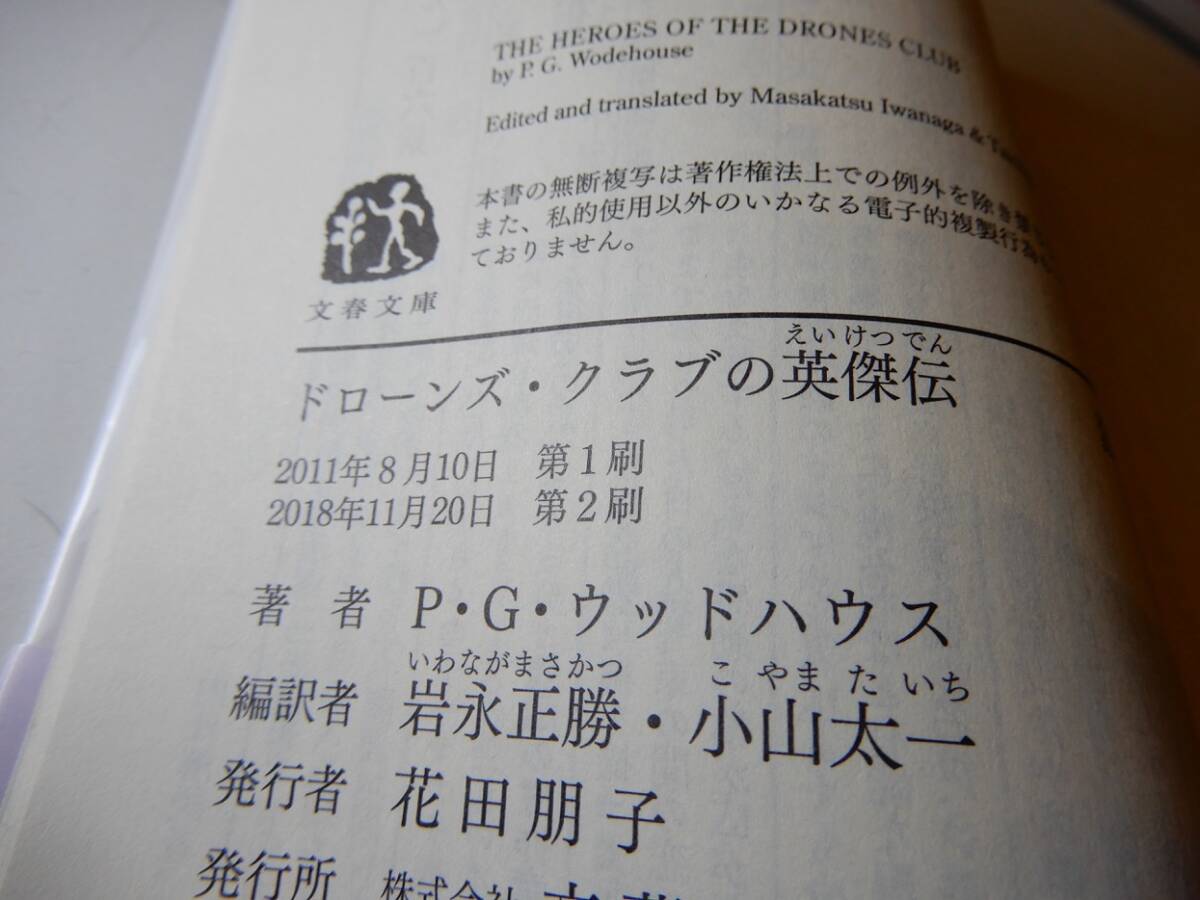 THE HEROES OF THE DRONES CLUB
by P. G. Wodehouse
Edited and translated by Masakatsu Iwanaga &
本書の無断複写は著作権法上での例外を除き
また、私的使用以外のいかなる電子的複製行為
ておりません。
文春文庫
えいけつでん
ドローンズ・クラブの英傑伝
2011年8月10日 第1刷
2018年11月20日 第2刷
著者 P・G・ウッドハウス
いわながまさかつ こやまたいち
編訳者 岩永正勝・小山太一
発行者 花田朋子
発行所 株式会社